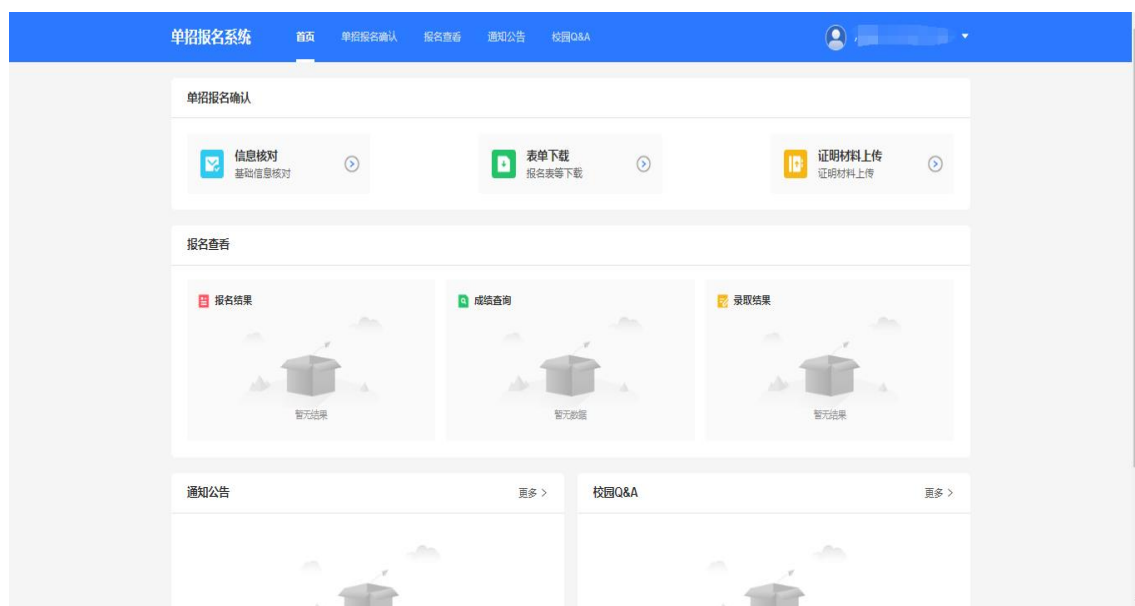 单招报名系统 首页 单招报名确认 报名查看 通知公告 校园Q&A
单招报名确认
信息核对 表单下载 证明材料上传
基础信息核对 报名表等下载 证明材料上传
报名查看
报名结果 成绩查询 录取结果
暂无结果 暂无数据 暂无结果
通知公告 更多 校园Q&A 更多